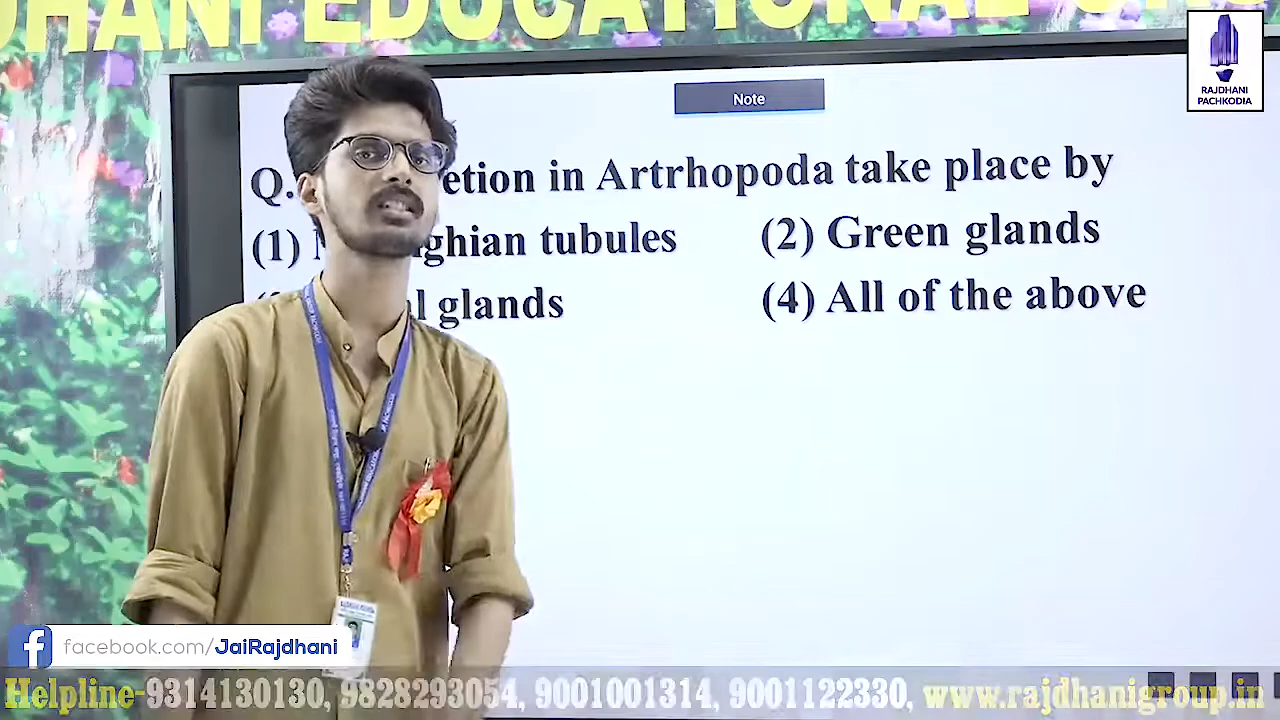 EDUCATIONAL
RAJDHANI
PACHKODIA
Note
Q. etion in Artrhopoda take place by
(1) ghian tubules (2) Green glands
l glands (4) All of the above
facebook.com/JaiRajdhani
Helpline-9314130130, 9828293054, 9001001314, 9001122330, www.rajdhanigroup.in